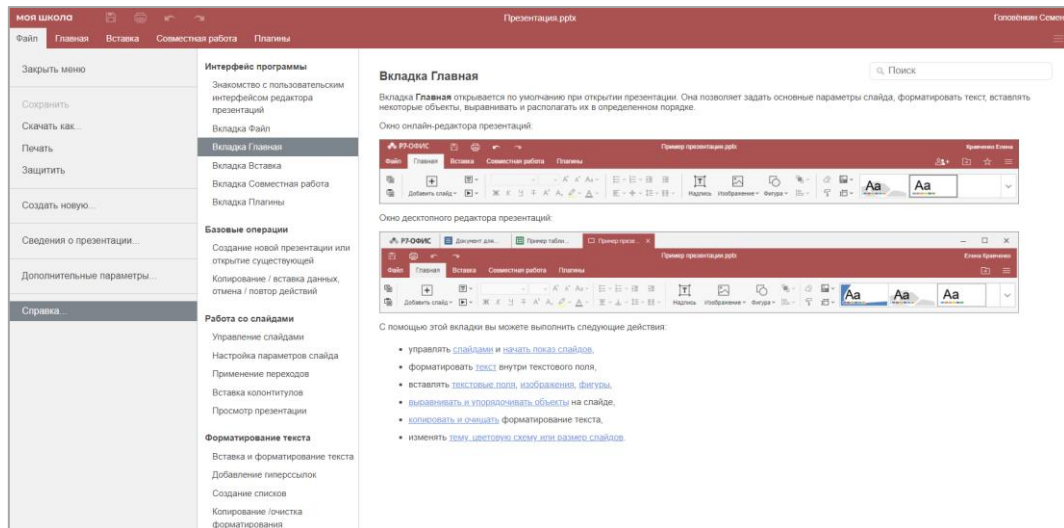 МОЯ ШКОЛА
Презентация.pptx
Головёнкин Семен
Файл Главная Вставка Совместная работа Плагины
Закрыть меню
Сохранить
Скачать как...
Печать
Защитить
Создать новую...
Сведения о презентации...
Дополнительные параметры...
Справка...
Интерфейс программы
Знакомство с пользовательским
интерфейсом редактора
презентаций
Вкладка Файл
Вкладка Главная
Вкладка Вставка
Вкладка Совместная работа
Вкладка Плагины
Базовые операции
Создание новой презентации или
открытие существующей
Копирование / вставка данных,
отмена / повтор действий
Работа со слайдами
Управление слайдами
Настройка параметров слайда
Применение переходов
Вставка колонтитулов
Просмотр презентации
Форматирование текста
Вставка и форматирование текста
Добавление гиперссылок
Создание списков
Копирование /очистка
форматирования
Поиск
Вкладка Главная
Вкладка Главная открывается по умолчанию при открытии презентации. Она позволяет задать основные параметры слайда, форматировать текст, вставлять
некоторые объекты, выравнивать и располагать их в определенном порядке.
Окно онлайн-редактора презентаций:
Р7-ОФИС
Пример презентации.pptx
Кравченко Елена
Файл Главная Вставка Совместная работа Плагины
Добавить слайд
Ж К
Надпись Изображение Фигура
Aa Aa
Окно десктопного редактора презентаций:
Р7-ОФИС Документ для... Пример табли... Пример презе...
Пример презентации.pptx
Елена Кравченко
Файл Главная Вставка Совместная работа Плагины
Добавить слайд
Ж К
Надпись Изображение Фигура
Aa Aa Aa
С помощью этой вкладки вы можете выполнить следующие действия:
• управлять слайдами и начать показ слайдов,
• форматировать текст внутри текстового поля,
• вставлять текстовые поля, изображения, фигуры,
• выравнивать и упорядочивать объекты на слайде,
• копировать и очищать форматирование текста,
• изменять тему, цветовую схему или размер слайдов.